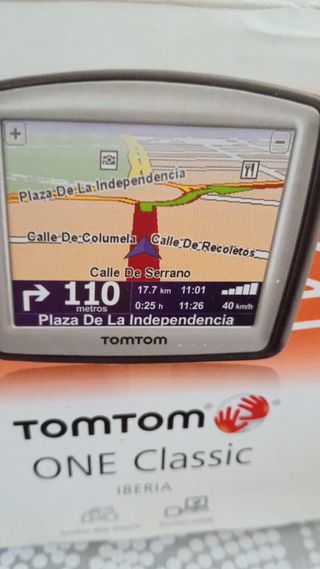 +
−
Plaza De La Independencia
Calle De Columela
Calle De Recoletos
Calle De Serrano
110
metros
17.7 km 11:01
0:25 h 11:26 40 km/h
Plaza De La Independencia
TOMTOM
TOMTOM
ONE Classic
IBERIA